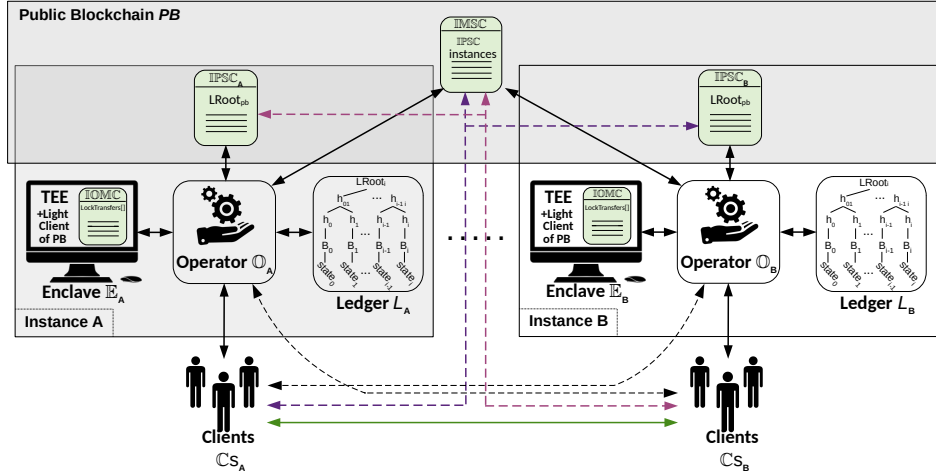 Public Blockchain PB
𝕀𝕄𝕊ℂ
𝕀ℙ𝕊ℂ
instances
𝕀ℙ𝕊ℂ_A
LRoot_pb
𝕀ℙ𝕊ℂ_B
LRoot_pb
TEE
+Light
Client
of PB
𝕀𝕆𝕄ℂ
LockTransfers[]
Enclave 𝔼_A
Operator 𝕆_A
LRoot_i
h_01 ... h_i-1 i
h_0 h_1 ... h_i-1 h_i
B_0 B_1 B_i-1 B_i
...
state_0 state_1 state_i-1 state_i
Ledger L_A
Instance A
.....
TEE
+Light
Client
of PB
𝕀𝕆𝕄ℂ
LockTransfers[]
Enclave 𝔼_B
Operator 𝕆_B
LRoot_i
h_01 ... h_i-1 i
h_0 h_1 ... h_i-1 h_i
B_0 B_1 B_i-1 B_i
...
state_0 state_1 state_i-1 state_i
Ledger L_B
Instance B
Clients
ℂs_A
Clients
ℂs_B